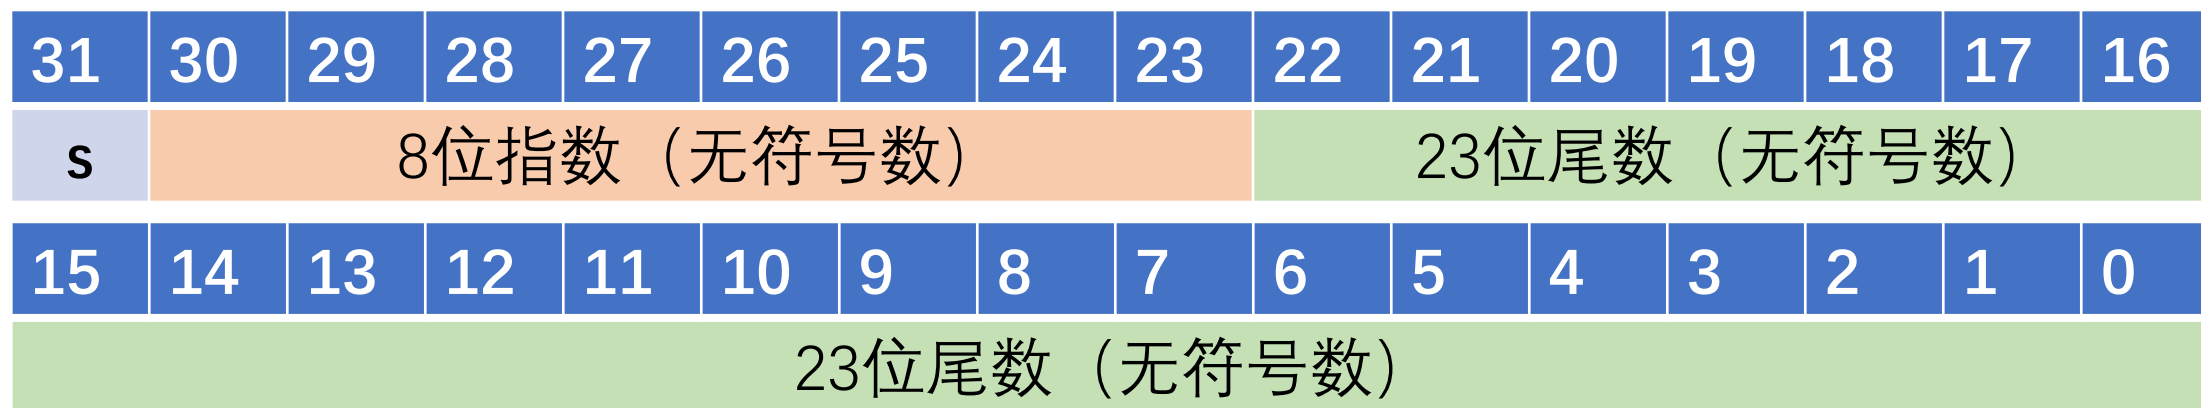 31 30 29 28 27 26 25 24 23 22 21 20 19 18 17 16
s 8位指数（无符号数） 23位尾数（无符号数）
15 14 13 12 11 10 9 8 7 6 5 4 3 2 1 0
23位尾数（无符号数）